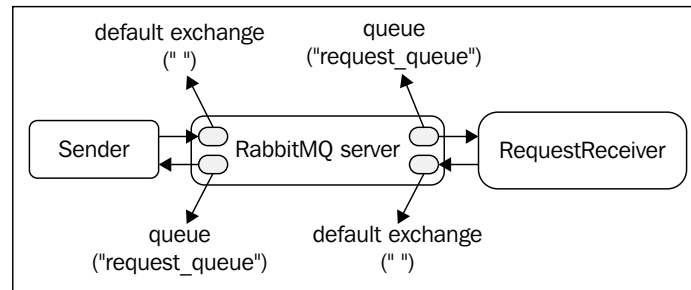 default exchange
(" ")
queue
("request_queue")
Sender
RabbitMQ server
RequestReceiver
queue
("request_queue")
default exchange
(" ")